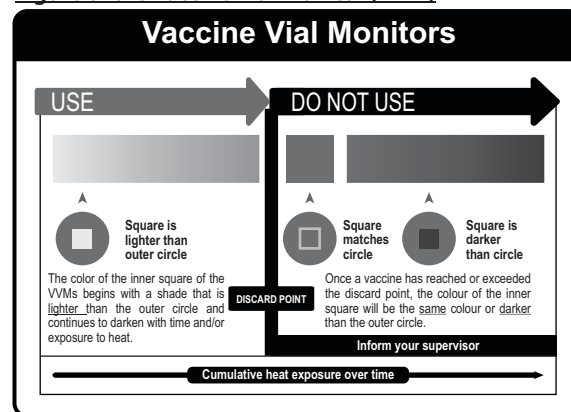 Vaccine Vial Monitors
USE
DO NOT USE
Square is
lighter than
outer circle
Square
matches
circle
Square is
darker
than circle
The color of the inner square of the
VVMs begins with a shade that is
lighter than the outer circle and
continues to darken with time and/or
exposure to heat.
DISCARD POINT
Once a vaccine has reached or exceeded
the discard point, the colour of the inner
square will be the same colour or darker
than the outer circle.
Inform your supervisor
Cumulative heat exposure over time